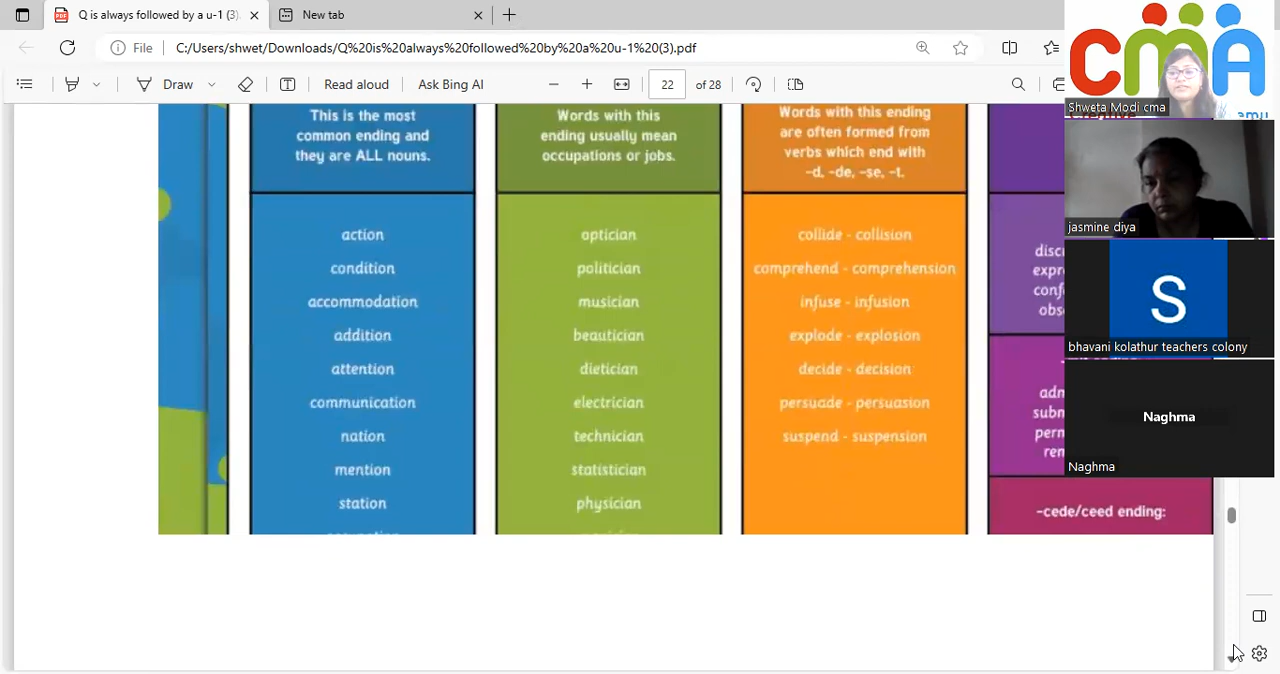 Q is always followed by a u-1 (3).
New tab
File
C:/Users/shwet/Downloads/Q%20is%20always%20followed%20by%20a%20u-1%20(3).pdf
Draw
Read aloud
Ask Bing AI
22
of 28
This is the most
common ending and
they are ALL nouns.
action
condition
accommodation
addition
attention
communication
nation
mention
station
Words with this
ending usually mean
occupations or jobs.
optician
politician
musician
beautician
dietician
electrician
technician
statistician
physician
Words with this ending
are often formed from
verbs which end with
-d, -de, -se, -t.
collide - collision
comprehend - comprehension
infuse - infusion
explode - explosion
decide - decision
persuade - persuasion
suspend - suspension
-cede/ceed ending:
cmA
Shweta Modi cma
jasmine diya
S
bhavani kolathur teachers colony
Naghma
Naghma